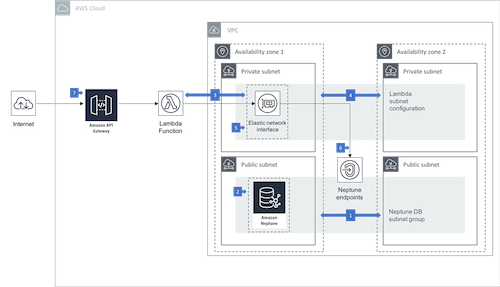 AWS Cloud
VPC
Availability zone 1
Availability zone 2
Private subnet
Private subnet
7
3
4
Internet
Amazon API
Gateway
Lambda
Function
Elastic network
interface
5
Lambda
subnet
configuration
6
Public subnet
Public subnet
2
Amazon
Neptune
Neptune
endpoints
1
Neptune DB
subnet group